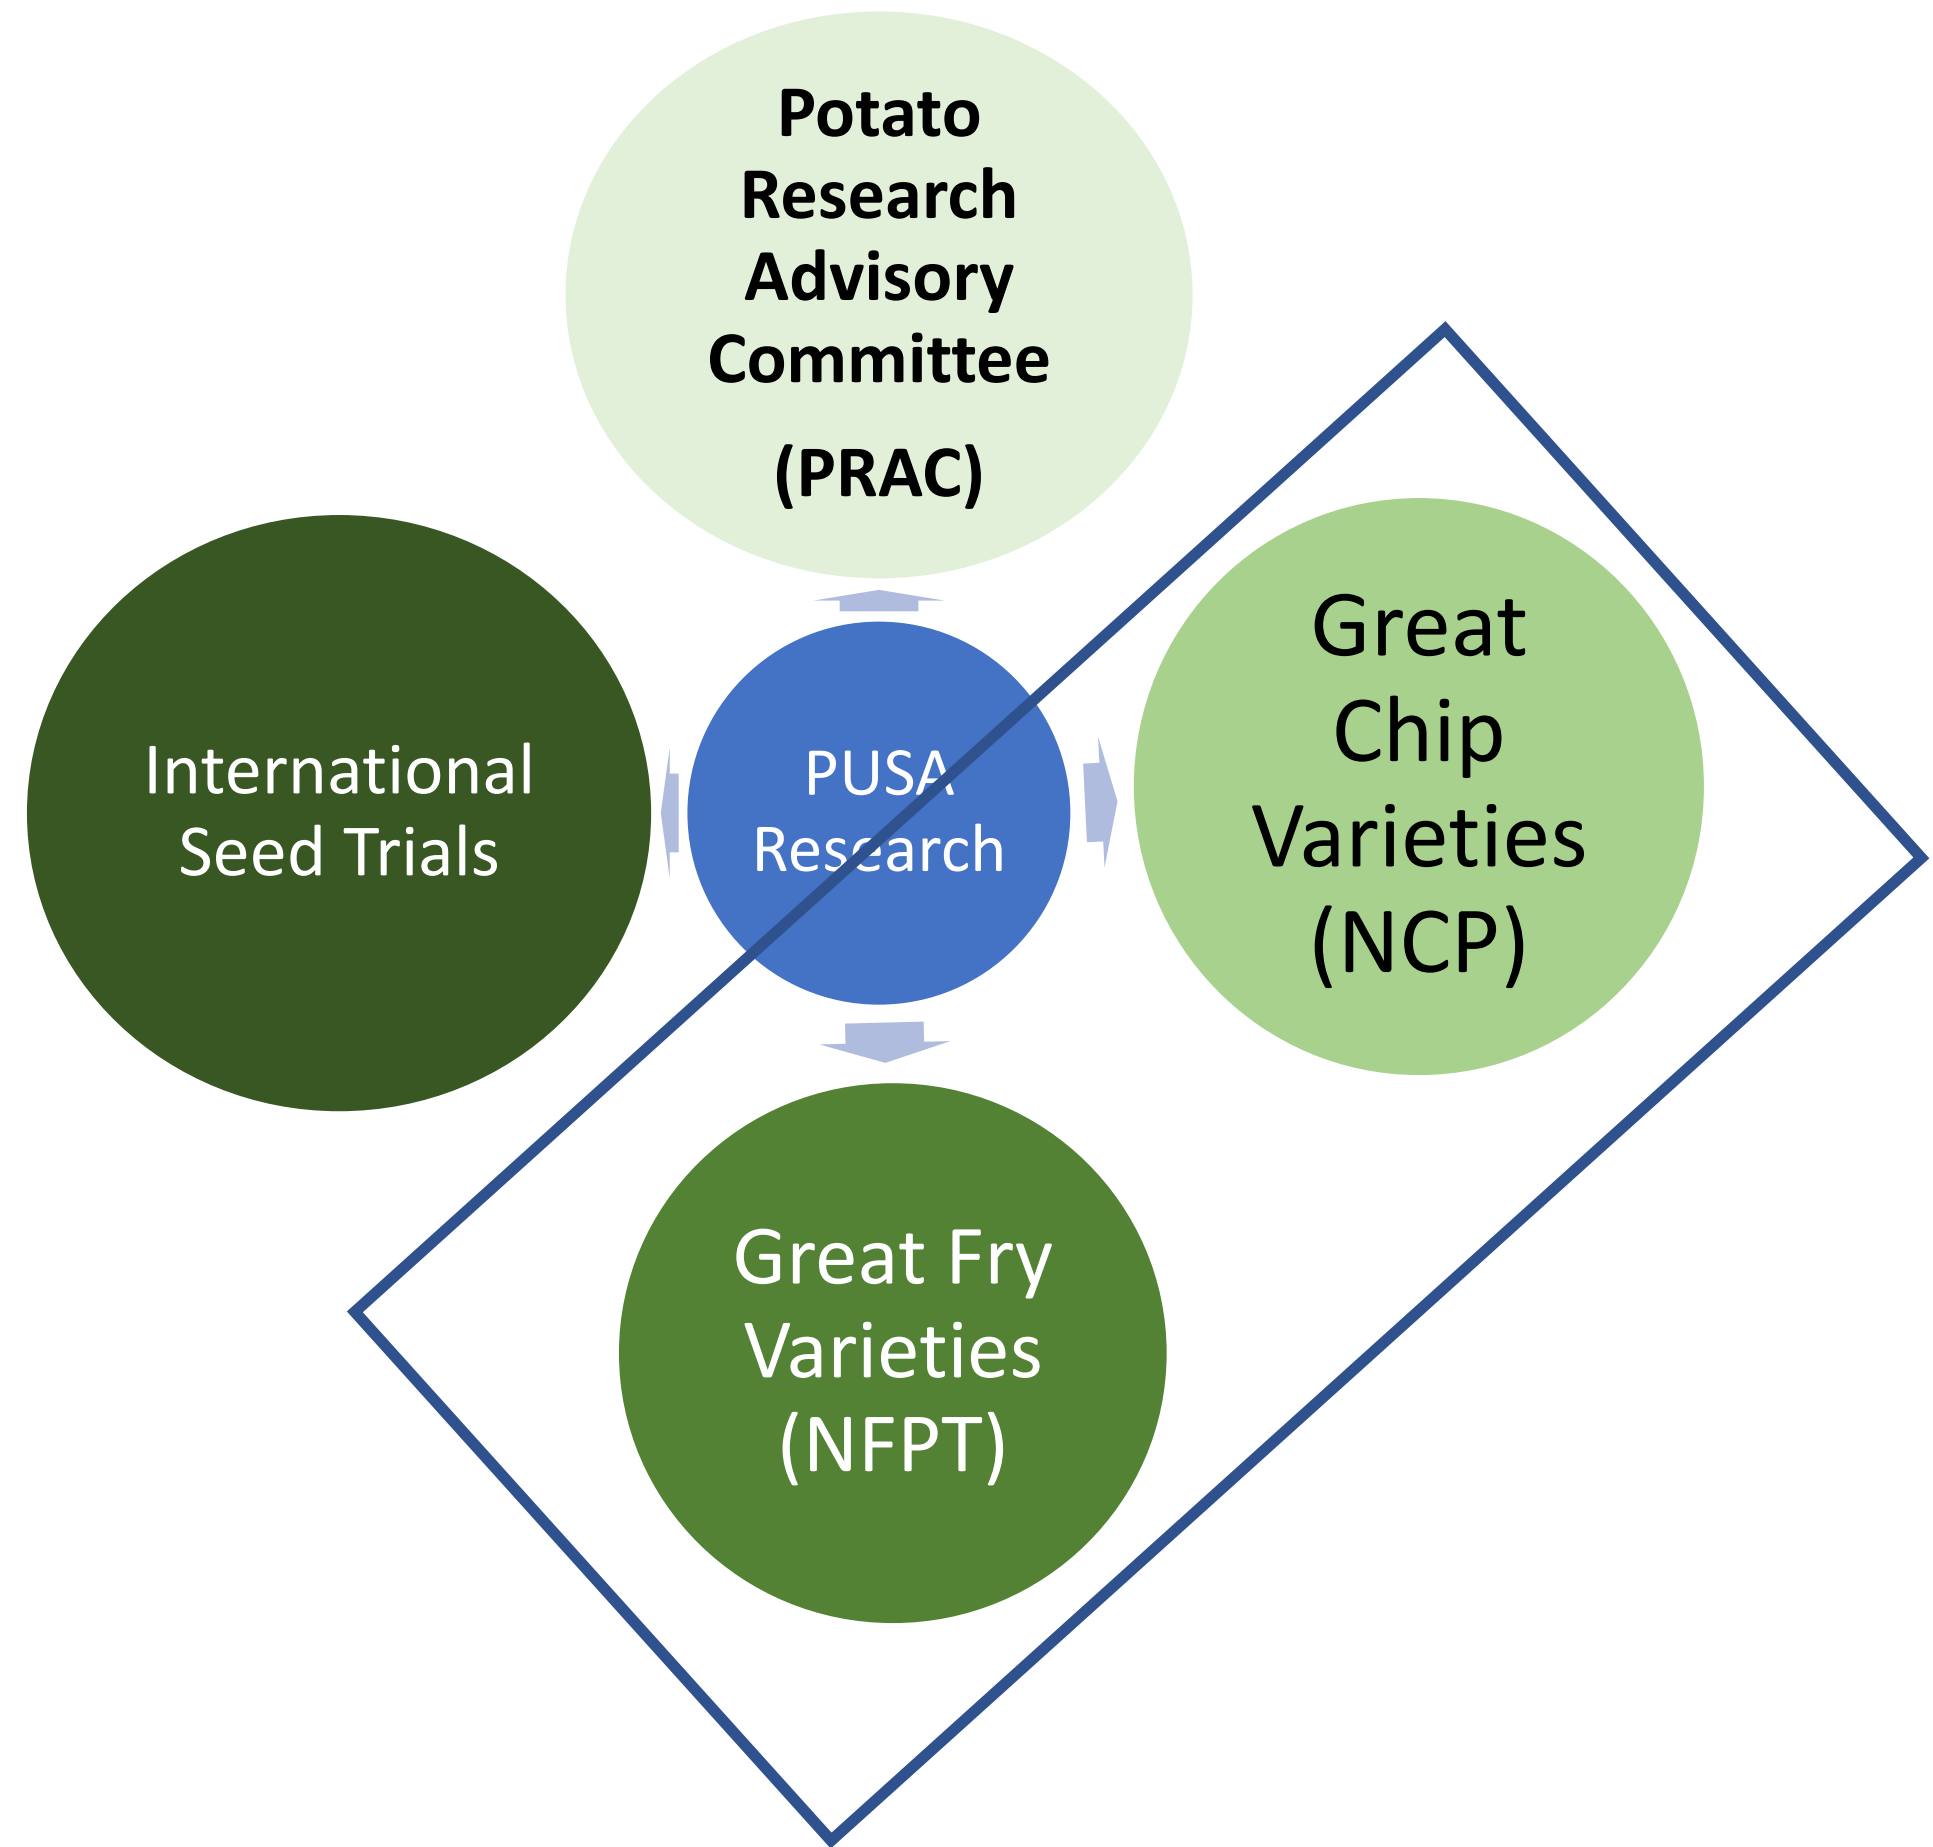 Potato
Research
Advisory
Committee
(PRAC)
International
Seed Trials
PUSA
Research
Great
Chip
Varieties
(NCP)
Great Fry
Varieties
(NFPT)